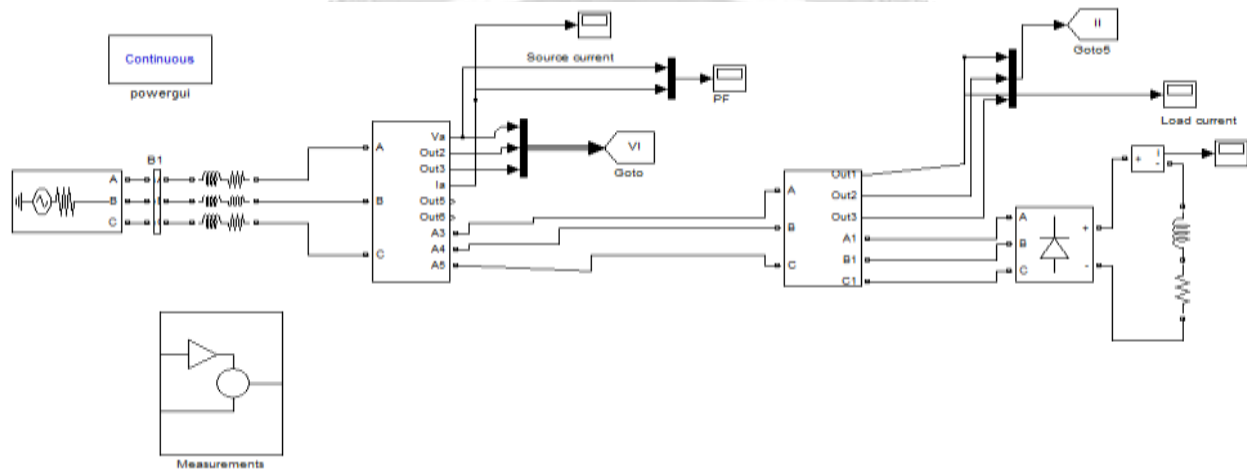 Continuous
powergui
Source current
PF
Va
Out2
Out3
Ia
Out5
Out6
A3
A4
A5
A
B
C
VI
Goto
II
Goto5
Load current
B1
A
B
C
A
B
C
Out1
Out2
Out3
A1
B1
C1
A
B
C
+
-
+
-
i
Measurements